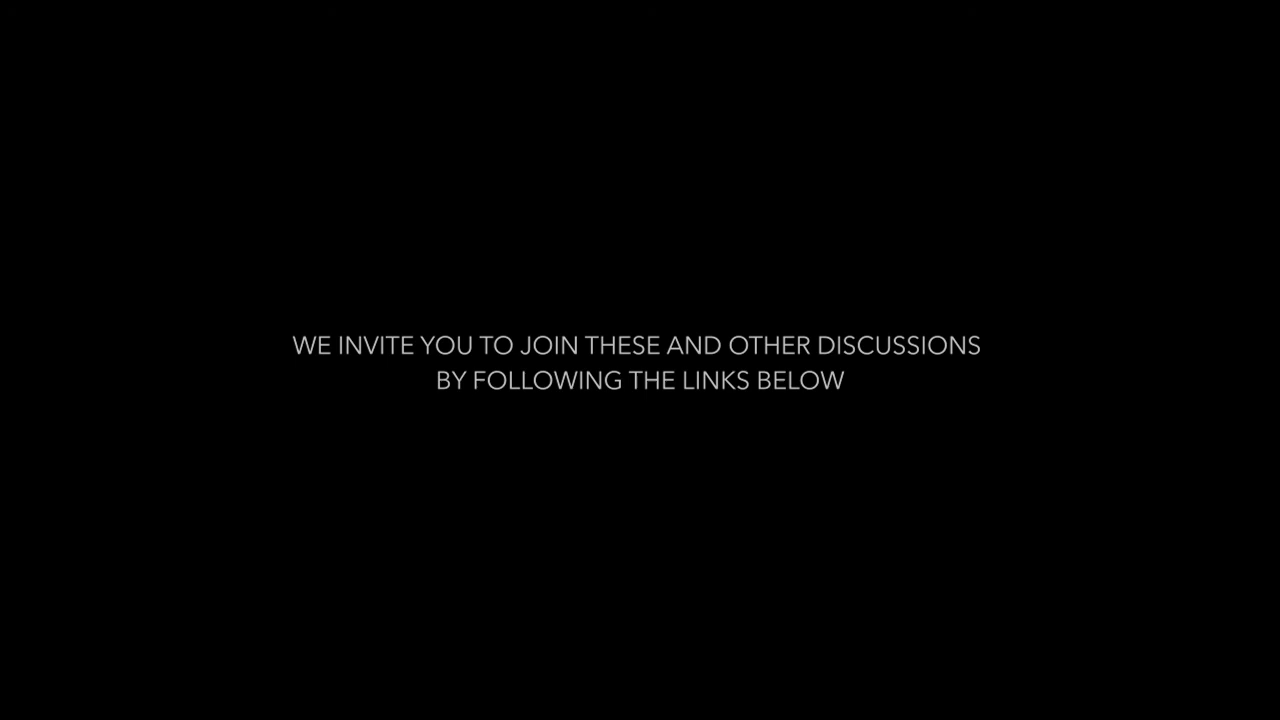 WE INVITE YOU TO JOIN THESE AND OTHER DISCUSSIONS
BY FOLLOWING THE LINKS BELOW